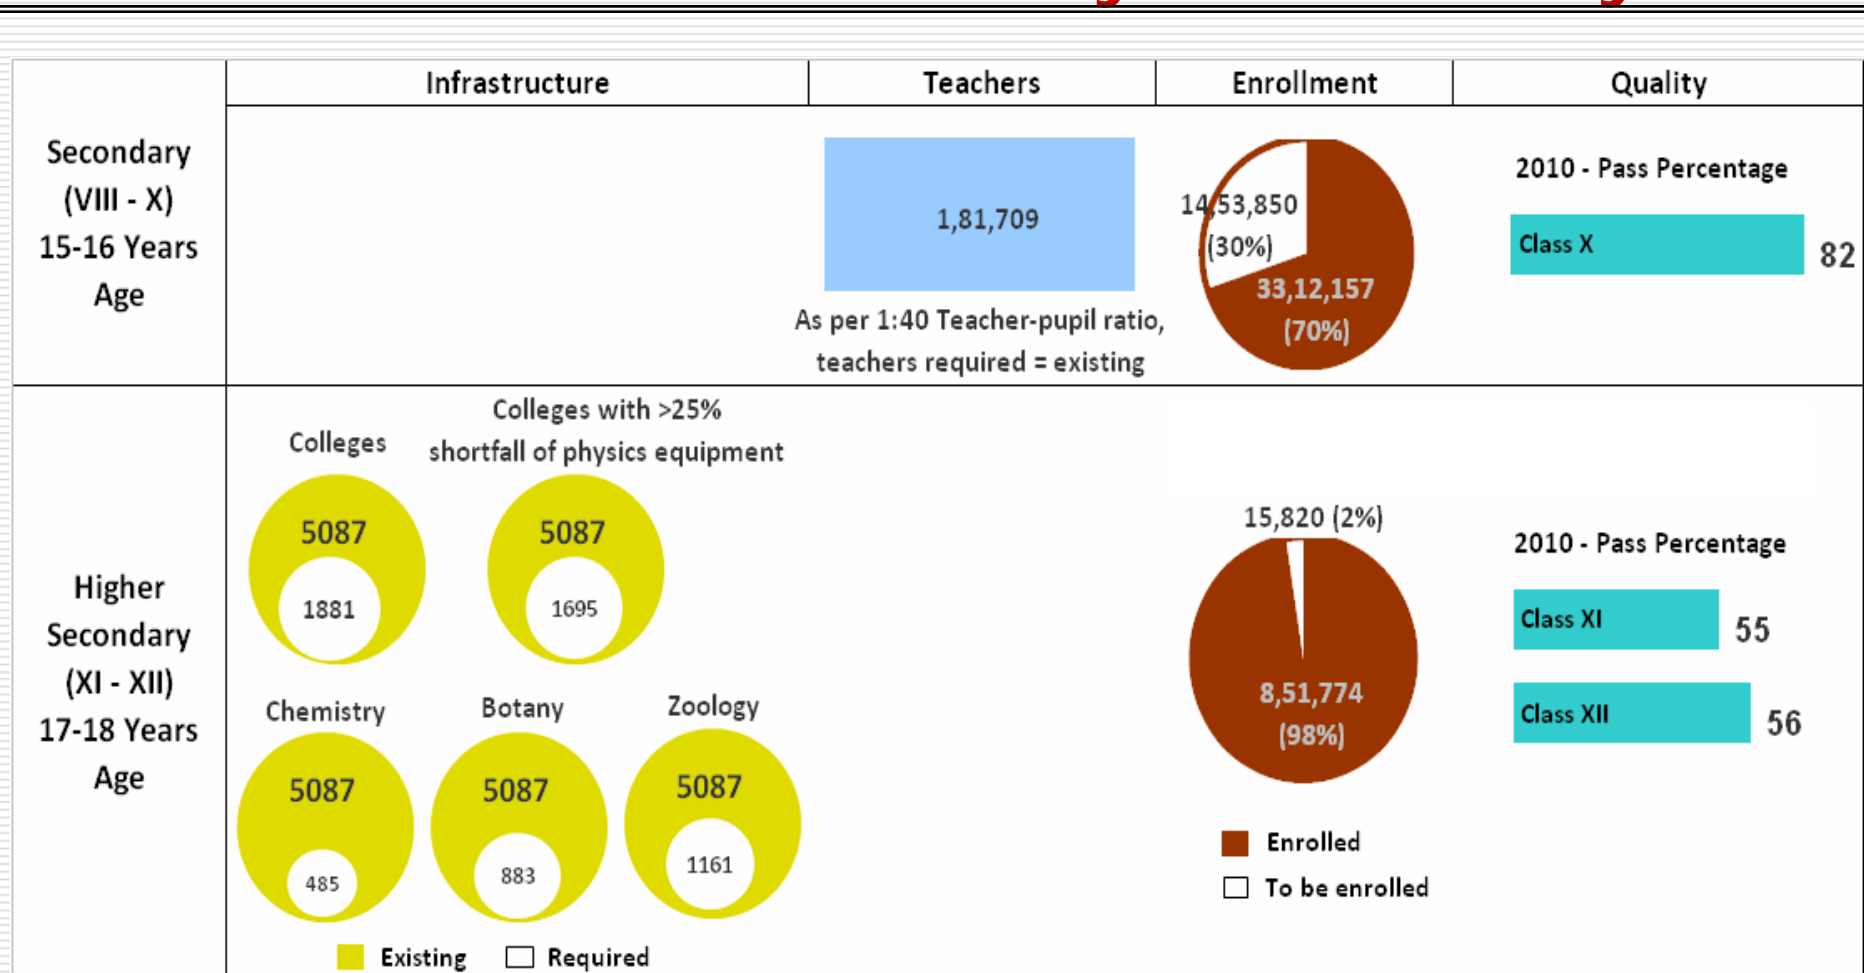 Infrastructure
Teachers
Enrollment
Quality
Secondary
(VIII - X)
15-16 Years
Age
1,81,709
As per 1:40 Teacher-pupil ratio,
teachers required = existing
14,53,850
(30%)
33,12,157
(70%)
2010 - Pass Percentage
Class X
82
Higher
Secondary
(XI - XII)
17-18 Years
Age
Colleges
5087
1881
Colleges with >25%
shortfall of physics equipment
5087
1695
Chemistry
5087
485
Botany
5087
883
Zoology
5087
1161
Existing
Required
15,820 (2%)
8,51,774
(98%)
Enrolled
To be enrolled
2010 - Pass Percentage
Class XI
55
Class XII
56